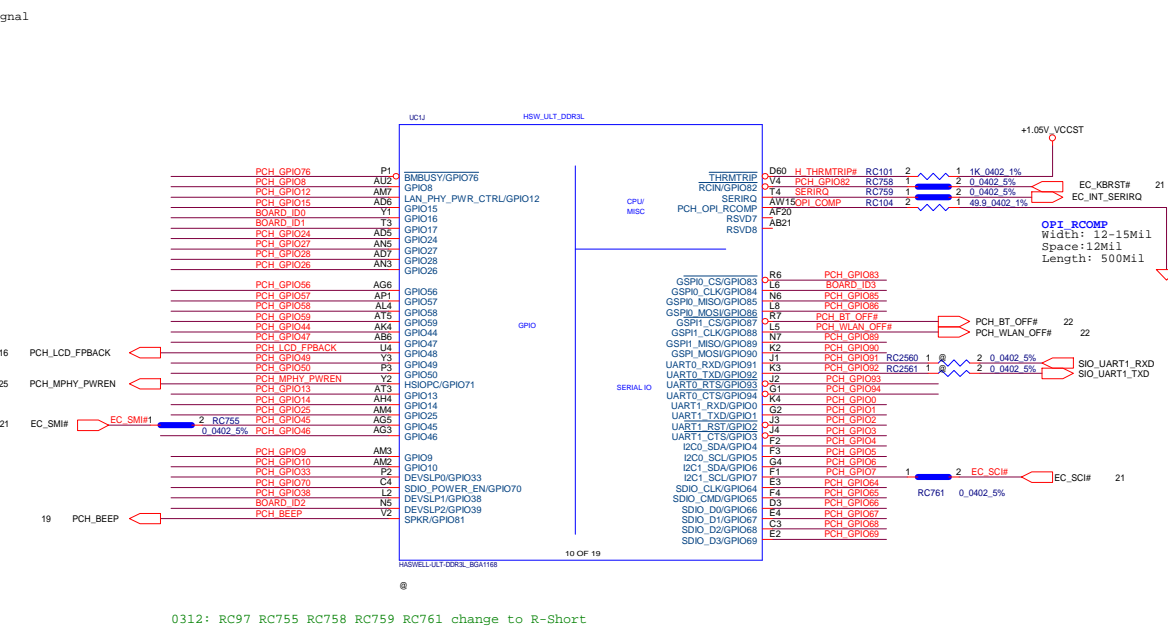 gnal
UC1J HSW_ULT_DDR3L
+1.05V_VCCST
PCH_GPIO76 P1 BMBUSY/GPIO76
PCH_GPIO8 AU2 GPIO8
PCH_GPIO12 AM7 LAN_PHY_PWR_CTRL/GPIO12
PCH_GPIO15 AD6 GPIO15
BOARD_ID0 Y1 GPIO16
BOARD_ID1 T3 GPIO17
PCH_GPIO24 AD5 GPIO24
PCH_GPIO27 AN5 GPIO27
PCH_GPIO28 AD7 GPIO28
PCH_GPIO26 AN3 GPIO26
PCH_GPIO56 AG6 GPIO56
PCH_GPIO57 AP1 GPIO57
PCH_GPIO58 AL4 GPIO58
PCH_GPIO59 AT5 GPIO59
PCH_GPIO44 AK4 GPIO44
PCH_GPIO47 AB6 GPIO47
16 PCH_LCD_FPBACK PCH_LCD_FPBACK U4 GPIO48
PCH_GPIO49 Y3 GPIO49
PCH_GPIO50 P3 GPIO50
25 PCH_MPHY_PWREN PCH_MPHY_PWREN Y2 HSIOPC/GPIO71
PCH_GPIO13 AT3 GPIO13
PCH_GPIO14 AH4 GPIO14
PCH_GPIO25 AM4 GPIO25
21 EC_SMI# EC_SMI# 1 2 RC755 PCH_GPIO45 AG5 GPIO45
0_0402_5% PCH_GPIO46 AG3 GPIO46
PCH_GPIO9 AM3 GPIO9
PCH_GPIO10 AM2 GPIO10
PCH_GPIO33 P2 DEVSLP0/GPIO33
PCH_GPIO70 C4 SDIO_POWER_EN/GPIO70
PCH_GPIO38 L2 DEVSLP1/GPIO38
BOARD_ID2 N5 DEVSLP2/GPIO39
19 PCH_BEEP PCH_BEEP V2 SPKR/GPIO81
CPU/
MISC
GPIO
SERIAL IO
THRMTRIP D60 H_THRMTRIP# RC101 2 1 1K_0402_1%
RCIN/GPIO82 V4 PCH_GPIO82 RC758 1 2 0_0402_5% EC_KBRST# 21
SERIRQ T4 SERIRQ RC759 1 2 0_0402_5% EC_INT_SERIRQ
PCH_OPI_RCOMP AW15 OPI_COMP RC104 2 1 49.9_0402_1%
RSVD7 AF20
RSVD8 AB21
OPI_RCOMP
Width: 12-15Mil
Space:12Mil
Length: 500Mil
GSPI0_CS/GPIO83 R6 PCH_GPIO83
GSPI0_CLK/GPIO84 L6 BOARD_ID3
GSPI0_MISO/GPIO85 N6 PCH_GPIO85
GSPI0_MOSI/GPIO86 L8 PCH_GPIO86
GSPI1_CS/GPIO87 R7 PCH_BT_OFF# PCH_BT_OFF# 22
GSPI1_CLK/GPIO88 L5 PCH_WLAN_OFF# PCH_WLAN_OFF# 22
GSPI1_MISO/GPIO89 N7 PCH_GPIO89
GSPI_MOSI/GPIO90 K2 PCH_GPIO90
UART0_RXD/GPIO91 J1 PCH_GPIO91 RC2560 1 @ 2 0_0402_5% SIO_UART1_RXD
UART0_TXD/GPIO92 K3 PCH_GPIO92 RC2561 1 @ 2 0_0402_5% SIO_UART1_TXD
UART0_RTS/GPIO93 J2 PCH_GPIO93
UART0_CTS/GPIO94 G1 PCH_GPIO94
UART1_RXD/GPIO0 K4 PCH_GPIO0
UART1_TXD/GPIO1 G2 PCH_GPIO1
UART1_RST/GPIO2 J3 PCH_GPIO2
UART1_CTS/GPIO3 J4 PCH_GPIO3
I2C0_SDA/GPIO4 F2 PCH_GPIO4
I2C0_SCL/GPIO5 F3 PCH_GPIO5
I2C1_SDA/GPIO6 G4 PCH_GPIO6
I2C1_SCL/GPIO7 F1 PCH_GPIO7 1 2 EC_SCI# EC_SCI# 21
RC761 0_0402_5%
SDIO_CLK/GPIO64 E3 PCH_GPIO64
SDIO_CMD/GPIO65 F4 PCH_GPIO65
SDIO_D0/GPIO66 D3 PCH_GPIO66
SDIO_D1/GPIO67 E4 PCH_GPIO67
SDIO_D2/GPIO68 C3 PCH_GPIO68
SDIO_D3/GPIO69 E2 PCH_GPIO69
10 OF 19
HASWELL-ULT-DDR3L_BGA1168
@
0312: RC97 RC755 RC758 RC759 RC761 change to R-Short